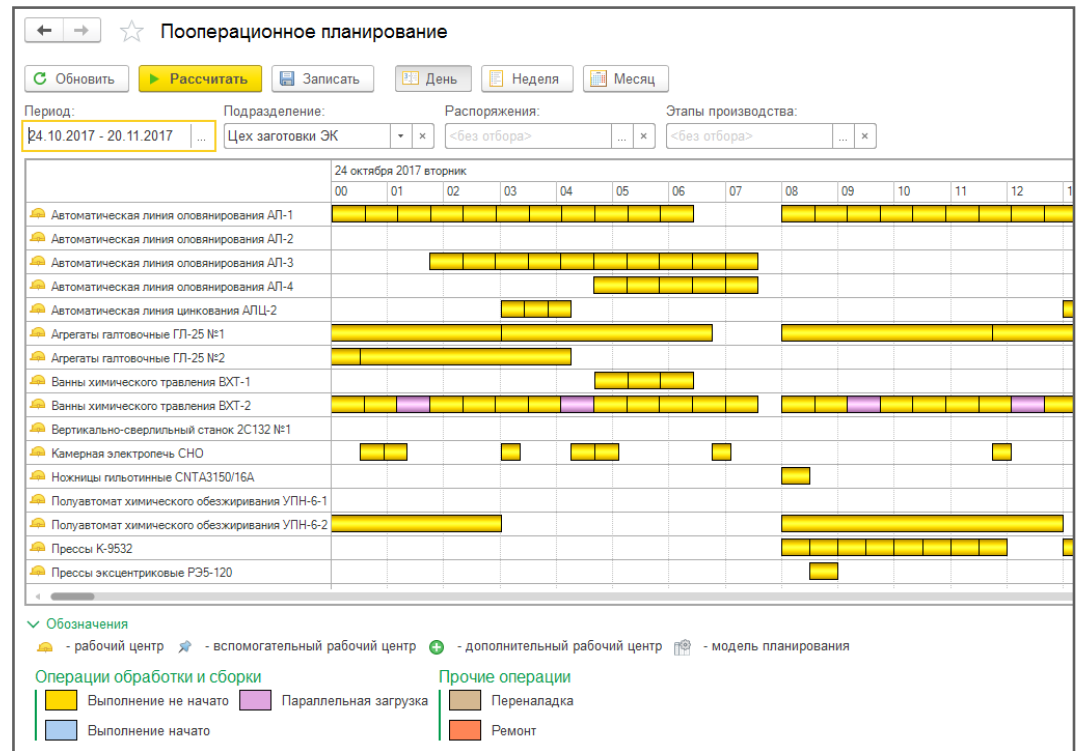 Пооперационное планирование
Обновить Рассчитать Записать День Неделя Месяц
Период: Подразделение: Распоряжения: Этапы производства:
24.10.2017 - 20.11.2017 ... Цех заготовки ЭК × <без отбора> ... × <без отбора> ... ×
24 октября 2017 вторник
00 01 02 03 04 05 06 07 08 09 10 11 12 1
Автоматическая линия оловянирования АЛ-1
Автоматическая линия оловянирования АЛ-2
Автоматическая линия оловянирования АЛ-3
Автоматическая линия оловянирования АЛ-4
Автоматическая линия цинкования АЛЦ-2
Агрегаты галтовочные ГЛ-25 №1
Агрегаты галтовочные ГЛ-25 №2
Ванны химического травления ВХТ-1
Ванны химического травления ВХТ-2
Вертикально-сверлильный станок 2С132 №1
Камерная электропечь СНО
Ножницы гильотинные CNTA3150/16A
Полуавтомат химического обезжиривания УПН-6-1
Полуавтомат химического обезжиривания УПН-6-2
Прессы К-9532
Прессы эксцентриковые РЭ5-120
Обозначения
- рабочий центр - вспомогательный рабочий центр - дополнительный рабочий центр - модель планирования
Операции обработки и сборки Прочие операции
Выполнение не начато Параллельная загрузка Переналадка
Выполнение начато Ремонт